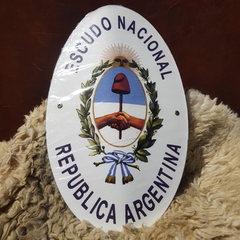 ESCUDO NACIONAL
REPUBLICA ARGENTINA